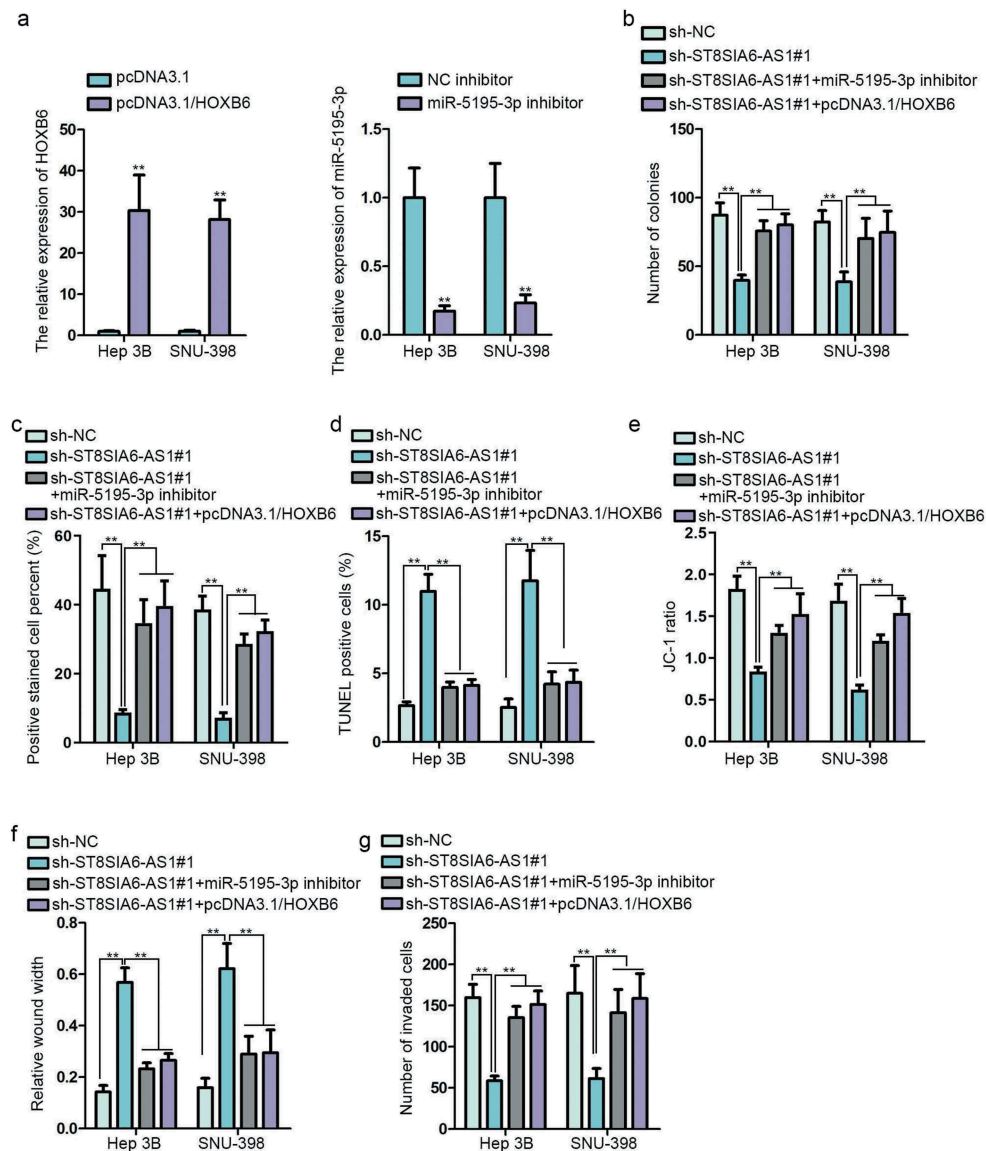 a
pcDNA3.1
pcDNA3.1/HOXB6
The relative expression of HOXB6
50
40
30
20
10
0
**
**
Hep 3B
SNU-398
NC inhibitor
miR-5195-3p inhibitor
The relative expression of miR-5195-3p
1.5
1.0
0.5
0.0
**
**
Hep 3B
SNU-398
b
sh-NC
sh-ST8SIA6-AS1#1
sh-ST8SIA6-AS1#1+miR-5195-3p inhibitor
sh-ST8SIA6-AS1#1+pcDNA3.1/HOXB6
Number of colonies
150
100
50
0
** **
** **
Hep 3B
SNU-398
c
sh-NC
sh-ST8SIA6-AS1#1
sh-ST8SIA6-AS1#1
+miR-5195-3p inhibitor
sh-ST8SIA6-AS1#1+pcDNA3.1/HOXB6
Positive stained cell percent (%)
60
40
20
0
** **
** **
Hep 3B
SNU-398
d
sh-NC
sh-ST8SIA6-AS1#1
sh-ST8SIA6-AS1#1
+miR-5195-3p inhibitor
sh-ST8SIA6-AS1#1+pcDNA3.1/HOXB6
TUNEL positive cells (%)
15
10
5
0
** **
** **
Hep 3B
SNU-398
e
sh-NC
sh-ST8SIA6-AS1#1
sh-ST8SIA6-AS1#1
+miR-5195-3p inhibitor
sh-ST8SIA6-AS1#1+pcDNA3.1/HOXB6
JC-1 ratio
2.5
2.0
1.5
1.0
0.5
0.0
** **
** **
Hep 3B
SNU-398
f
sh-NC
sh-ST8SIA6-AS1#1
sh-ST8SIA6-AS1#1+miR-5195-3p inhibitor
sh-ST8SIA6-AS1#1+pcDNA3.1/HOXB6
Relative wound width
0.8
0.6
0.4
0.2
0.0
** **
** **
Hep 3B
SNU-398
g
sh-NC
sh-ST8SIA6-AS1#1
sh-ST8SIA6-AS1#1+miR-5195-3p inhibitor
sh-ST8SIA6-AS1#1+pcDNA3.1/HOXB6
Number of invaded cells
250
200
150
100
50
0
** **
** **
Hep 3B
SNU-398